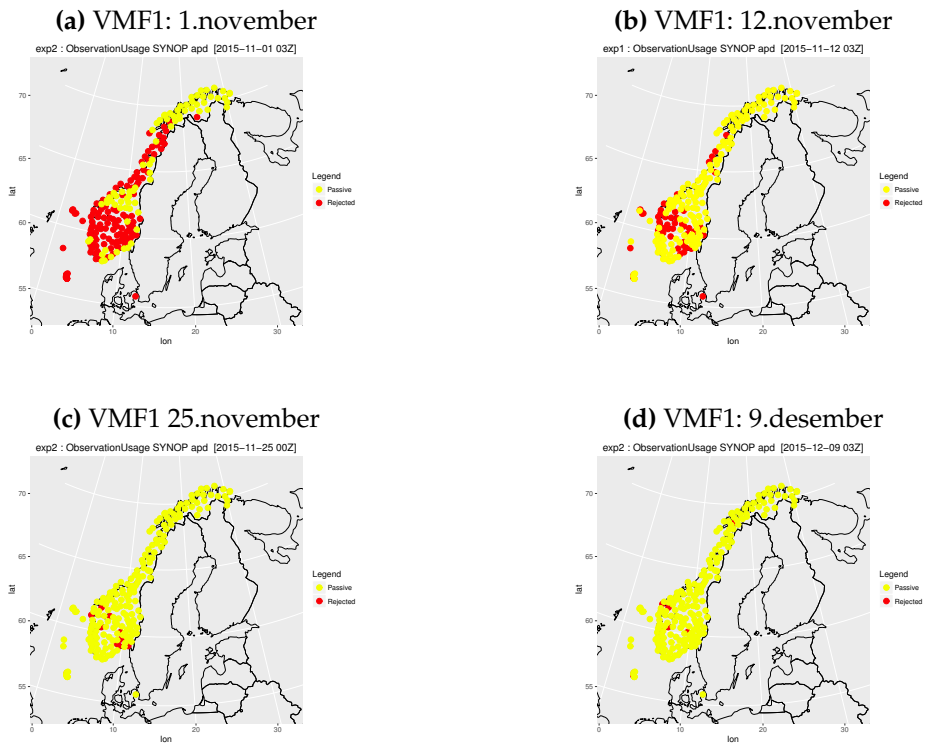 (a) VMF1: 1.november
exp2 : ObservationUsage SYNOP apd [2015−11−01 03Z]
70
65
60
55
lat
0
10
20
30
lon
Legend
Passive
Rejected
(b) VMF1: 12.november
exp1 : ObservationUsage SYNOP apd [2015−11−12 03Z]
70
65
60
55
lat
0
10
20
30
lon
Legend
Passive
Rejected
(c) VMF1 25.november
exp2 : ObservationUsage SYNOP apd [2015−11−25 00Z]
70
65
60
55
lat
0
10
20
30
lon
Legend
Passive
Rejected
(d) VMF1: 9.desember
exp2 : ObservationUsage SYNOP apd [2015−12−09 03Z]
70
65
60
55
lat
0
10
20
30
lon
Legend
Passive
Rejected